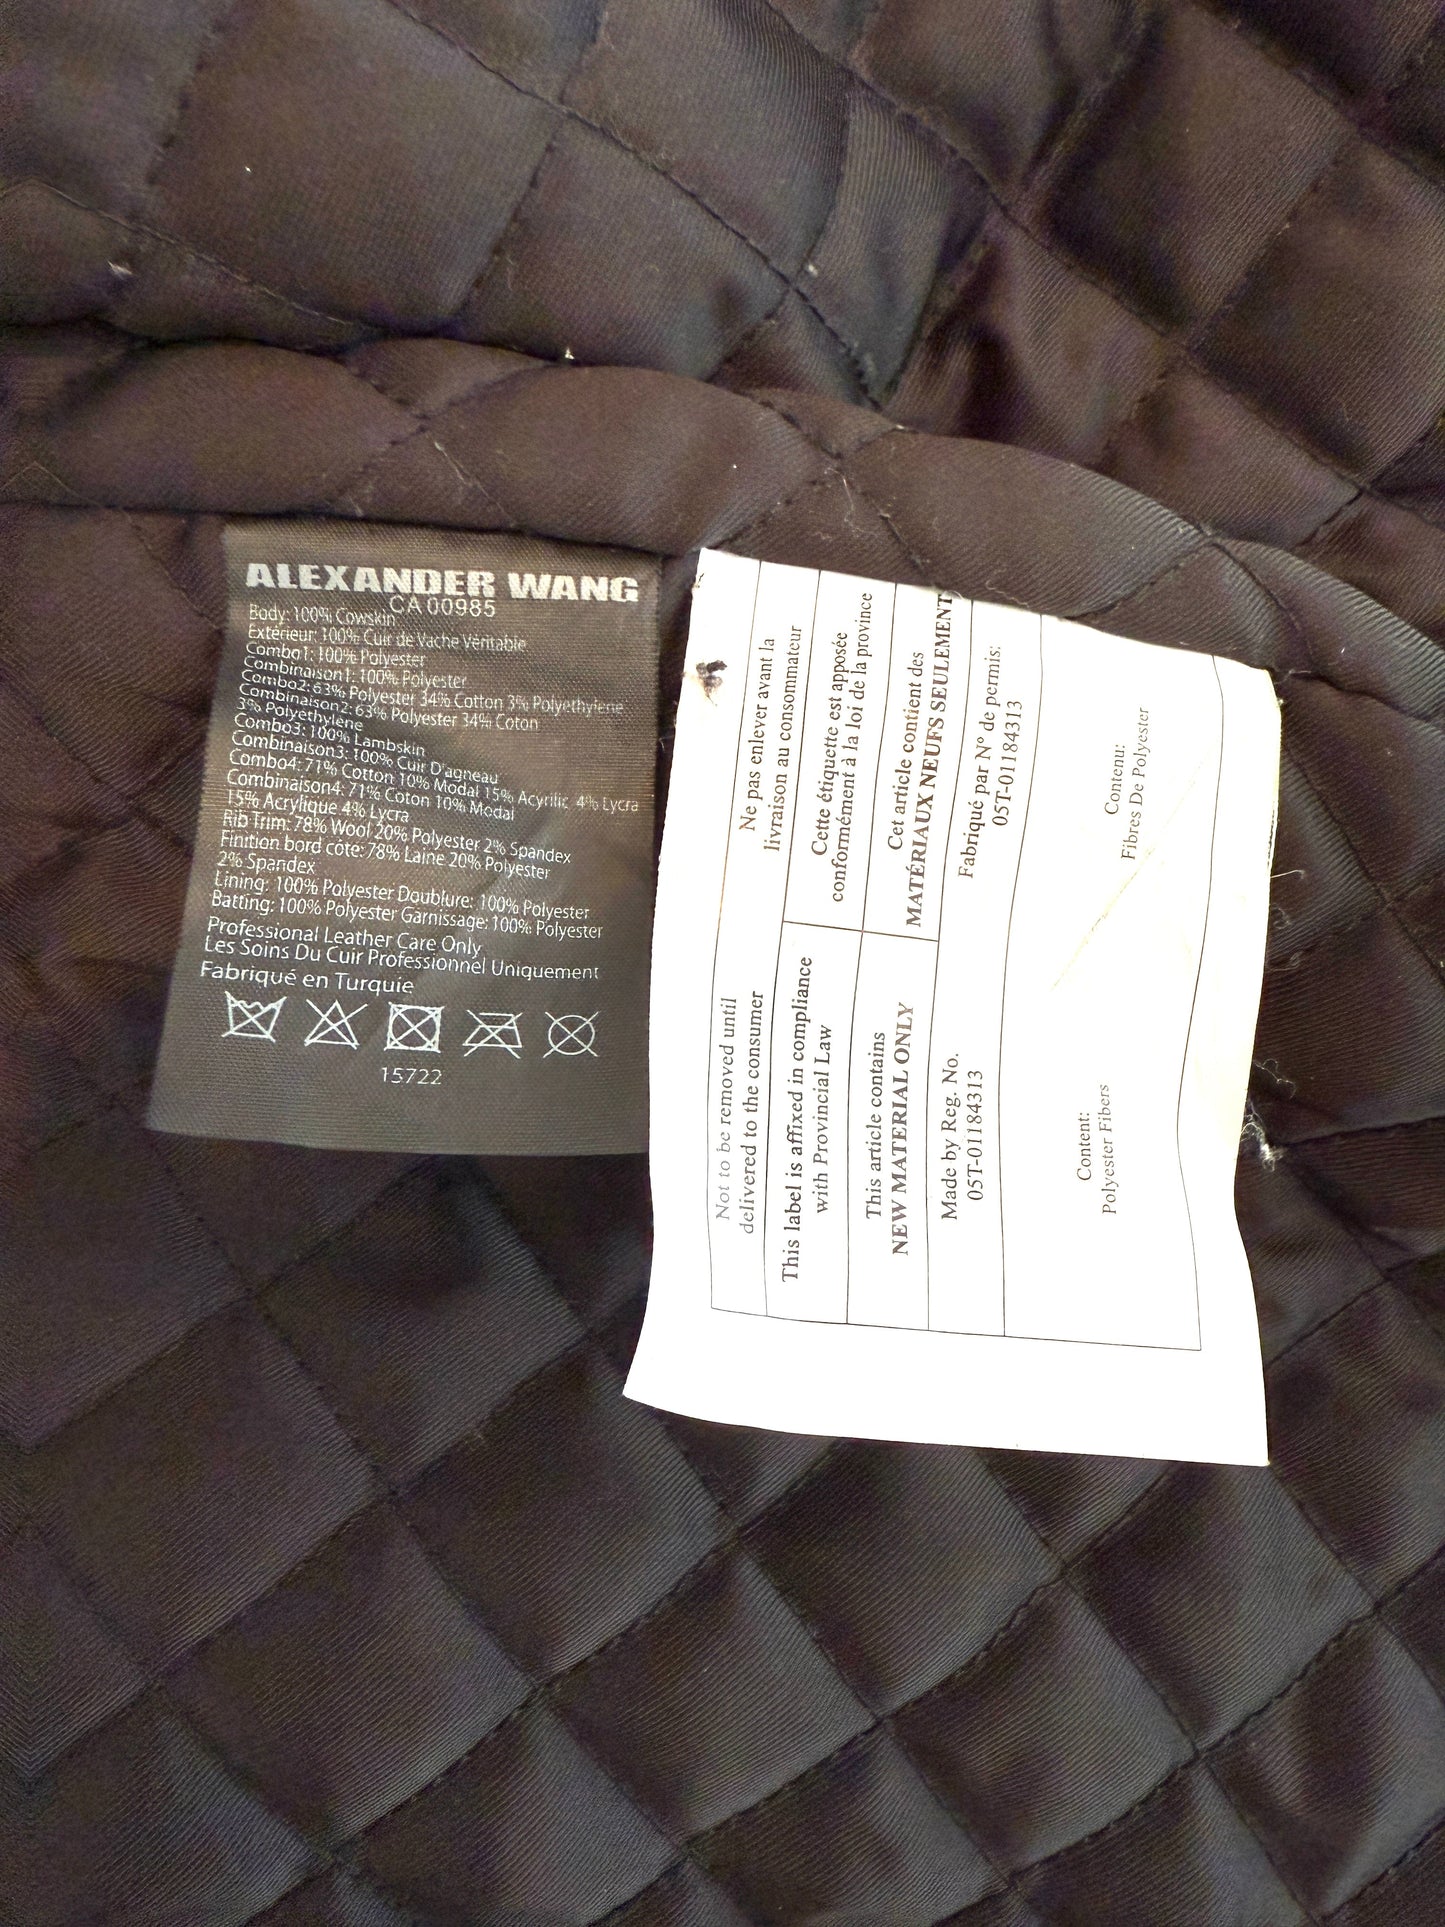 ALEXANDER WANG
CA 00985
Body: 100% Cowskin
Extérieur: 100% Cuir de Vache Véritable
Combo1: 100% Polyester
Combinaison1: 100% Polyester
Combo2: 63% Polyester 34% Cotton 3% Polyethylene
Combinaison2: 63% Polyester 34% Coton
3% Polyethylene
Combo3: 100% Lambskin
Combinaison3: 100% Cuir D'agneau
Combo4: 71% Cotton 10% Modal 15% Acyrilic 4% Lycra
Combinaison4: 71% Coton 10% Modal
15% Acrylique 4% Lycra
Rib Trim: 78% Wool 20% Polyester 2% Spandex
Finition bord côte: 78% Laine 20% Polyester
2% Spandex
Lining: 100% Polyester Doublure: 100% Polyester
Batting: 100% Polyester Garnissage: 100% Polyester
Professional Leather Care Only
Les Soins Du Cuir Professionnel Uniquement
Fabriqué en Turquie
15722
Not to be removed until
delivered to the consumer
Ne pas enlever avant la
livraison au consommateur
This label is affixed in compliance
with Provincial Law
Cette étiquette est apposée
conformément à la loi de la province
This article contains
NEW MATERIAL ONLY
Cet article contient des
MATÉRIAUX NEUFS SEULEMENT
Made by Reg. No.
05T-01184313
Fabriqué par N° de permis:
05T-01184313
Content:
Polyester Fibers
Contenu:
Fibres De Polyester